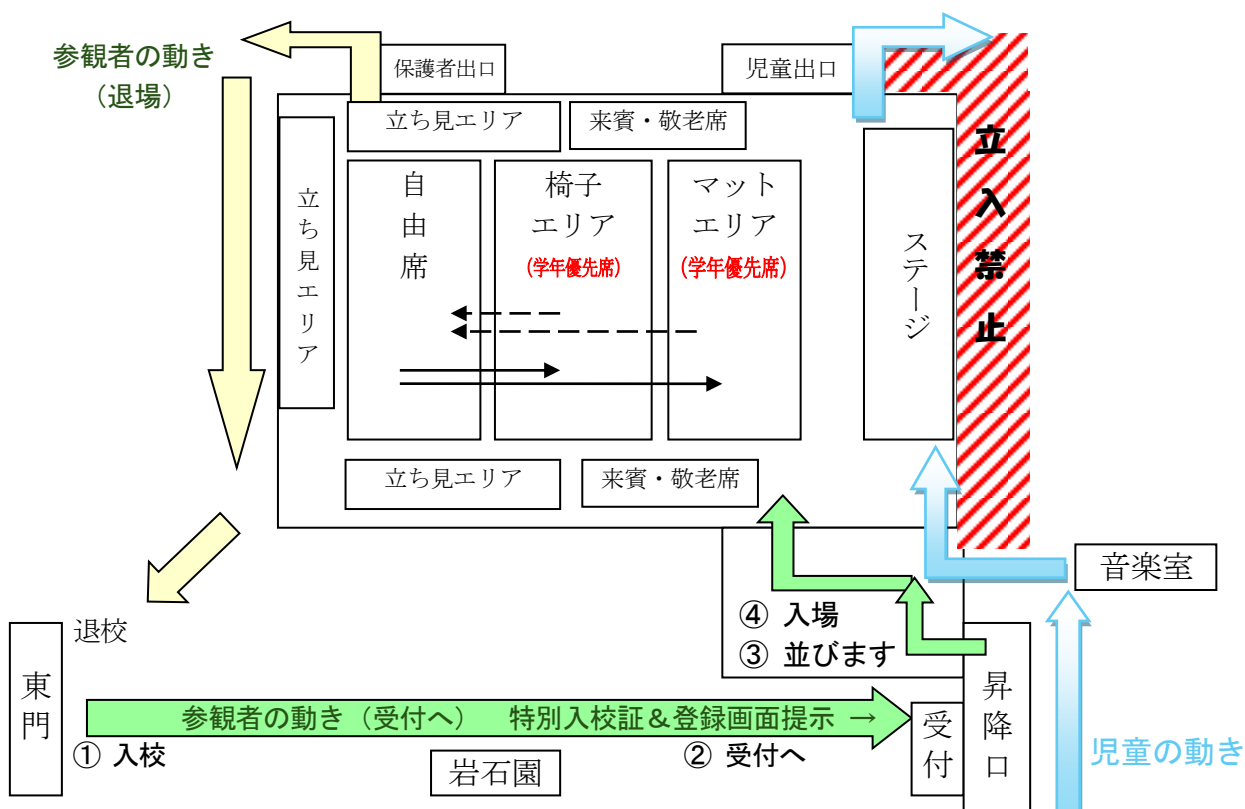 参観者の動き
(退場)
保護者出口
児童出口
立ち見エリア
来賓・敬老席
立ち見エリア
自由席
椅子
エリア
(学年優先席)
マット
エリア
(学年優先席)
ステージ
立入禁止
立ち見エリア
来賓・敬老席
音楽室
④ 入場
③ 並びます
退校
東門
参観者の動き(受付へ) 特別入校証&登録画面提示 →
① 入校
② 受付へ
岩石園
受付
昇降口
児童の動き